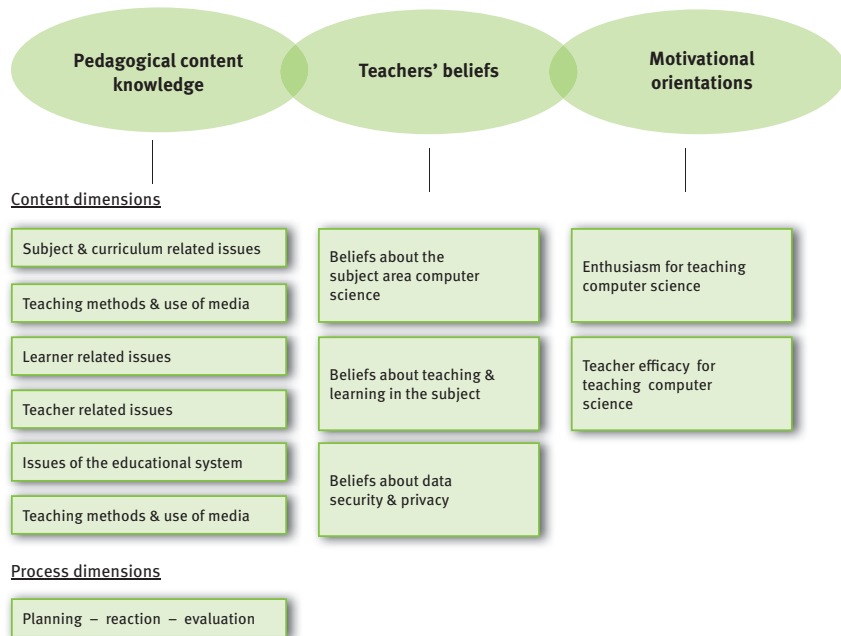 Pedagogical content
knowledge
Teachers’ beliefs
Motivational
orientations
Content dimensions
Subject & curriculum related issues
Teaching methods & use of media
Learner related issues
Teacher related issues
Issues of the educational system
Teaching methods & use of media
Beliefs about the
subject area computer
science
Beliefs about teaching &
learning in the subject
Beliefs about data
security & privacy
Enthusiasm for teaching
computer science
Teacher efficacy for
teaching computer
science
Process dimensions
Planning – reaction – evaluation